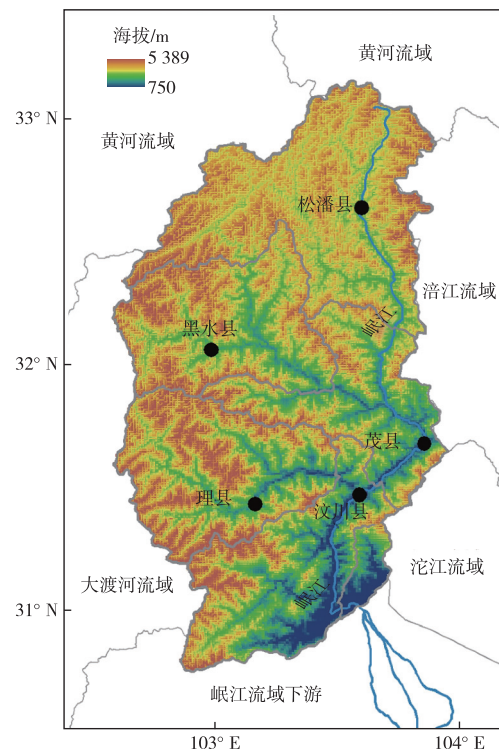 海拔/m
5 389
750
黄河流域
33° N
黄河流域
松潘县
涪江流域
岷江
黑水县
32° N
茂县
理县
汶川县
沱江流域
大渡河流域
岷江
31° N
岷江流域下游
103° E
104° E